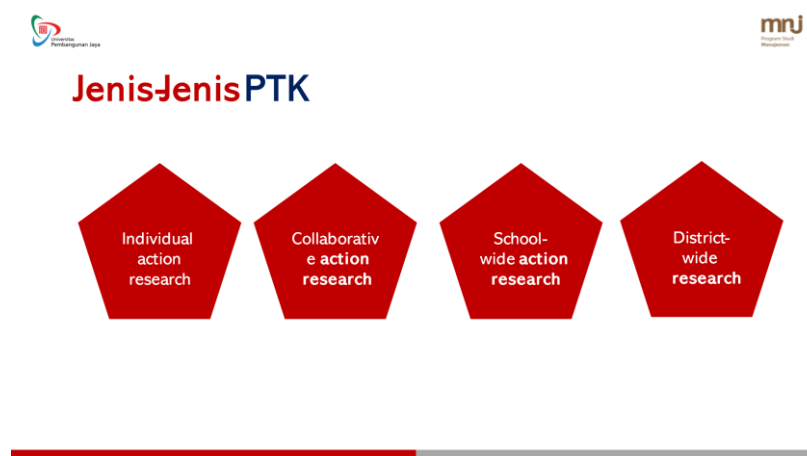 Universitas
Pembangunan Jaya
mnj
Program Studi
Manajemen
Jenis-Jenis PTK
Individual
action
research
Collaborativ
e action
research
School-
wide action
research
District-
wide
research